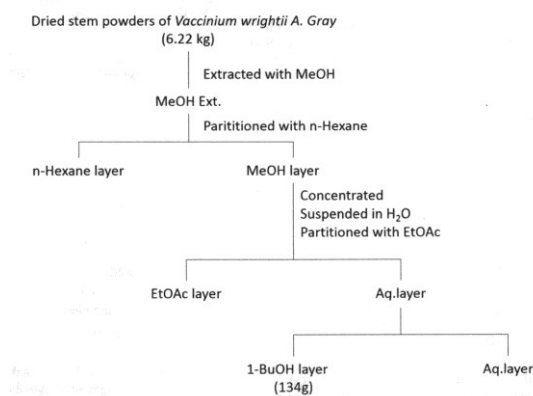 Dried stem powders of Vaccinium wrightii A. Gray
(6.22 kg)
Extracted with MeOH
MeOH Ext.
Parititioned with n-Hexane
n-Hexane layer
MeOH layer
Concentrated
Suspended in H₂O
Partitioned with EtOAc
EtOAc layer
Aq.layer
1-BuOH layer
(134g)
Aq.layer